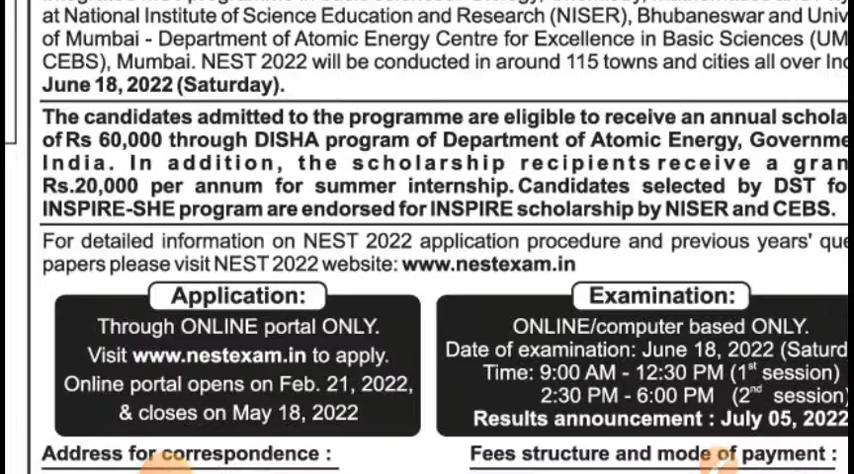 at National Institute of Science Education and Research (NISER), Bhubaneswar and Univ
of Mumbai - Department of Atomic Energy Centre for Excellence in Basic Sciences (UM
CEBS), Mumbai. NEST 2022 will be conducted in around 115 towns and cities all over Ind
June 18, 2022 (Saturday).
The candidates admitted to the programme are eligible to receive an annual schola
of Rs 60,000 through DISHA program of Department of Atomic Energy, Governme
India. In addition, the scholarship recipients receive a gran
Rs.20,000 per annum for summer internship. Candidates selected by DST fo
INSPIRE-SHE program are endorsed for INSPIRE scholarship by NISER and CEBS.
For detailed information on NEST 2022 application procedure and previous years' que
papers please visit NEST 2022 website: www.nestexam.in
Application:
Through ONLINE portal ONLY.
Visit www.nestexam.in to apply.
Online portal opens on Feb. 21, 2022,
& closes on May 18, 2022
Examination:
ONLINE/computer based ONLY.
Date of examination: June 18, 2022 (Saturd
Time: 9:00 AM - 12:30 PM (1st session)
2:30 PM - 6:00 PM (2nd session)
Results announcement : July 05, 2022
Address for correspondence :
Fees structure and mode of payment :